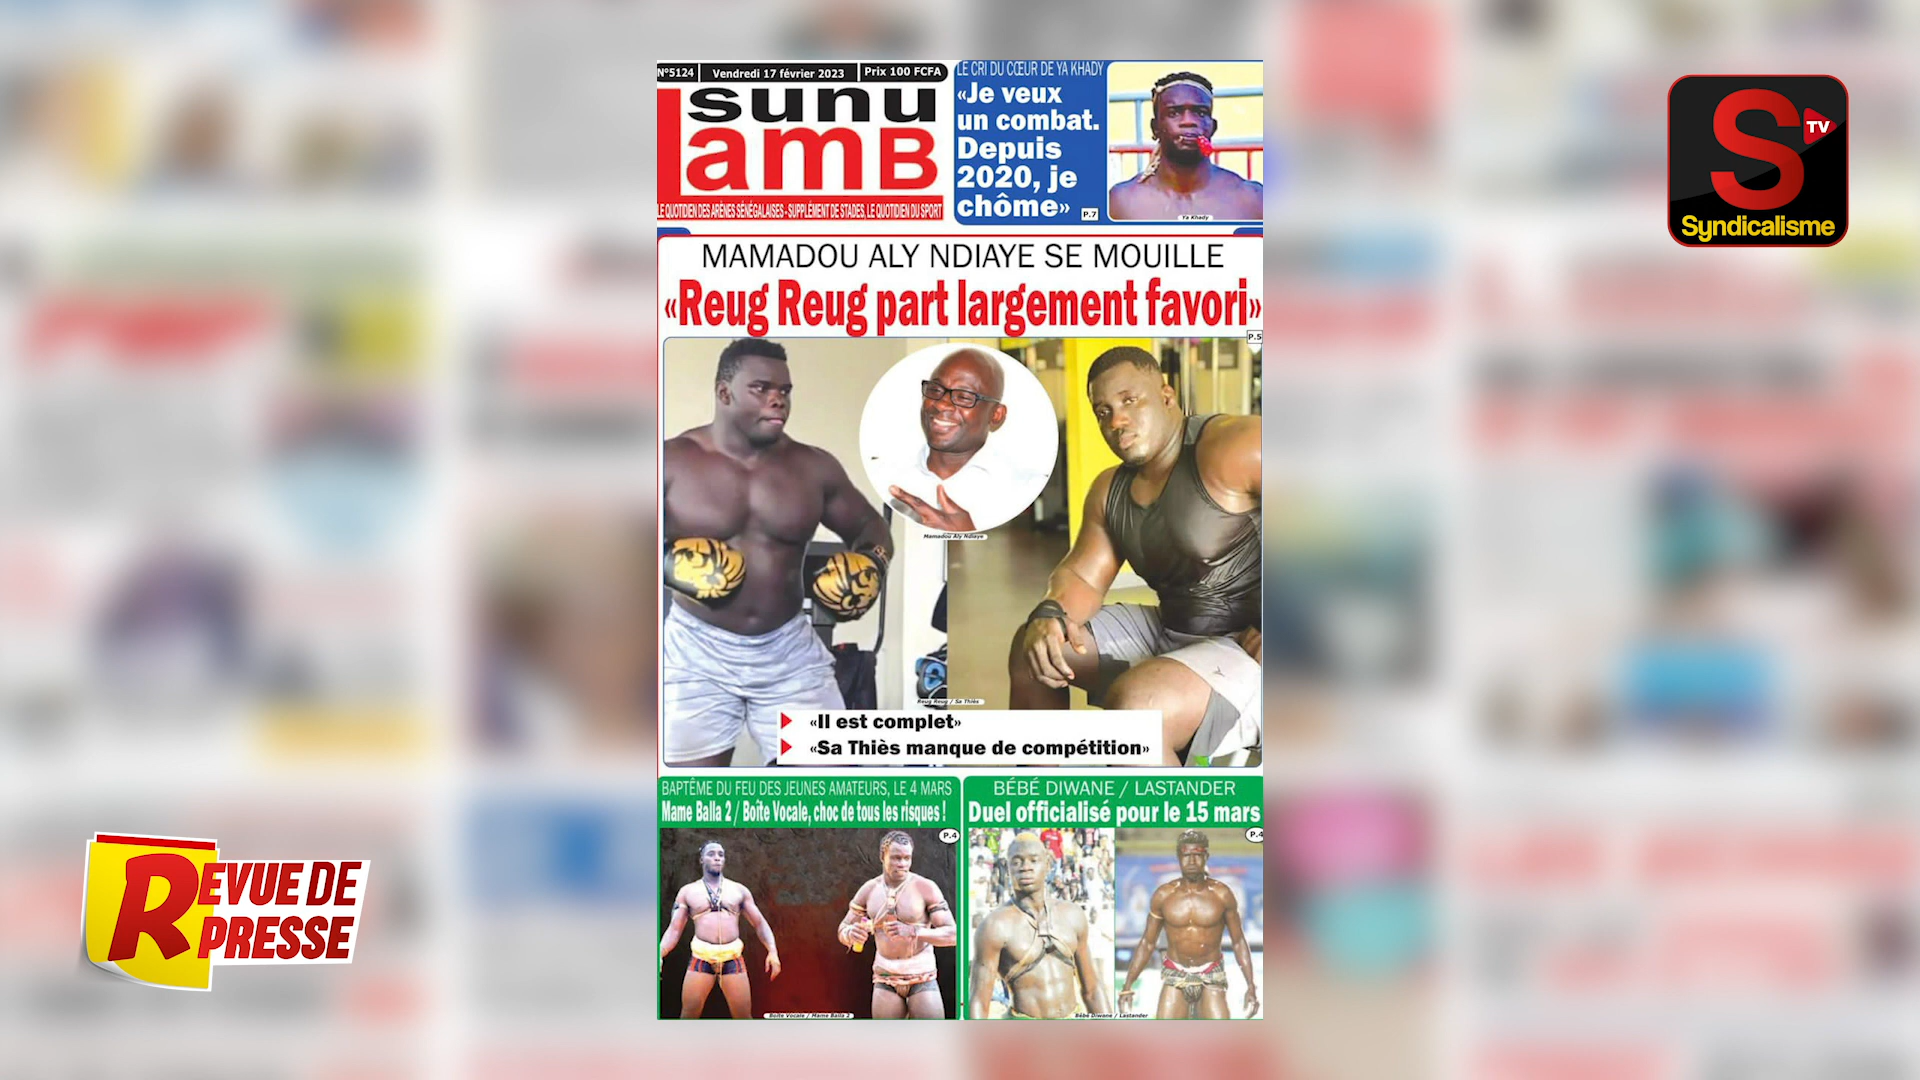 N°5124
Vendredi 17 février 2023
Prix 100 FCFA
sunu
Lamb
LE QUOTIDIEN DES ARÈNES SÉNÉGALAISES - SUPPLÉMENT DE STADES, LE QUOTIDIEN DU SPORT
LE CRI DU CŒUR DE YA KHADY
«Je veux
un combat.
Depuis
2020, je
chôme»
P.7
Ya Khady
S TV
Syndicalisme
MAMADOU ALY NDIAYE SE MOUILLE
«Reug Reug part largement favori»
P.5
Mamadou Aly Ndiaye
Reug Reug / Sa Thiès
«Il est complet»
«Sa Thiès manque de compétition»
BAPTÊME DU FEU DES JEUNES AMATEURS, LE 4 MARS
Mame Balla 2 / Boîte Vocale, choc de tous les risques !
P.4
Boîte Vocale / Mame Balla 2
BÉBÉ DIWANE / LASTANDER
Duel officialisé pour le 15 mars
P.4
Bébé Diwane / Lastander
REVUE DE
PRESSE